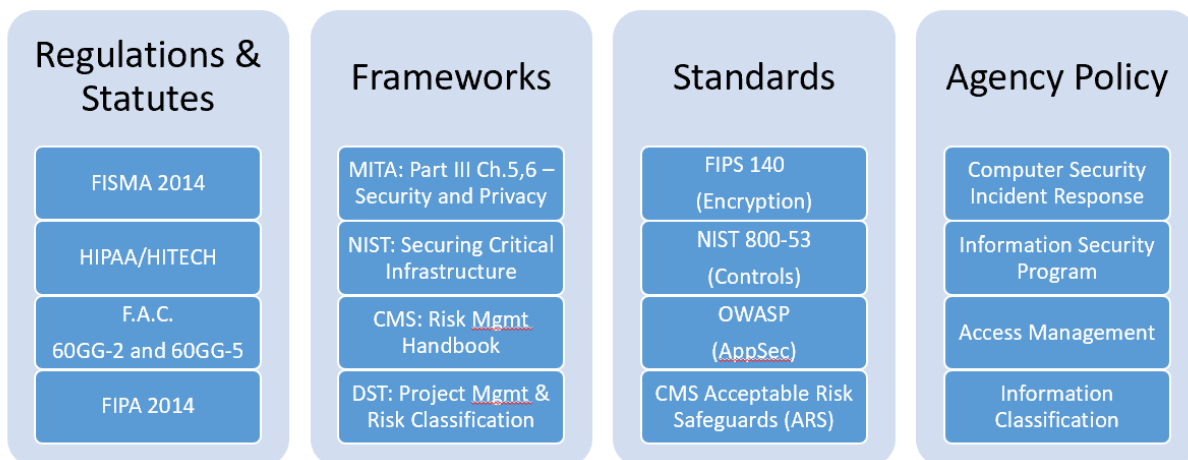 Regulations &
Statutes
FISMA 2014
HIPAA/HITECH
F.A.C.
60GG-2 and 60GG-5
FIPA 2014
Frameworks
MITA: Part III Ch.5,6 –
Security and Privacy
NIST: Securing Critical
Infrastructure
CMS: Risk Mgmt
Handbook
DST: Project Mgmt &
Risk Classification
Standards
FIPS 140
(Encryption)
NIST 800-53
(Controls)
OWASP
(AppSec)
CMS Acceptable Risk
Safeguards (ARS)
Agency Policy
Computer Security
Incident Response
Information Security
Program
Access Management
Information
Classification